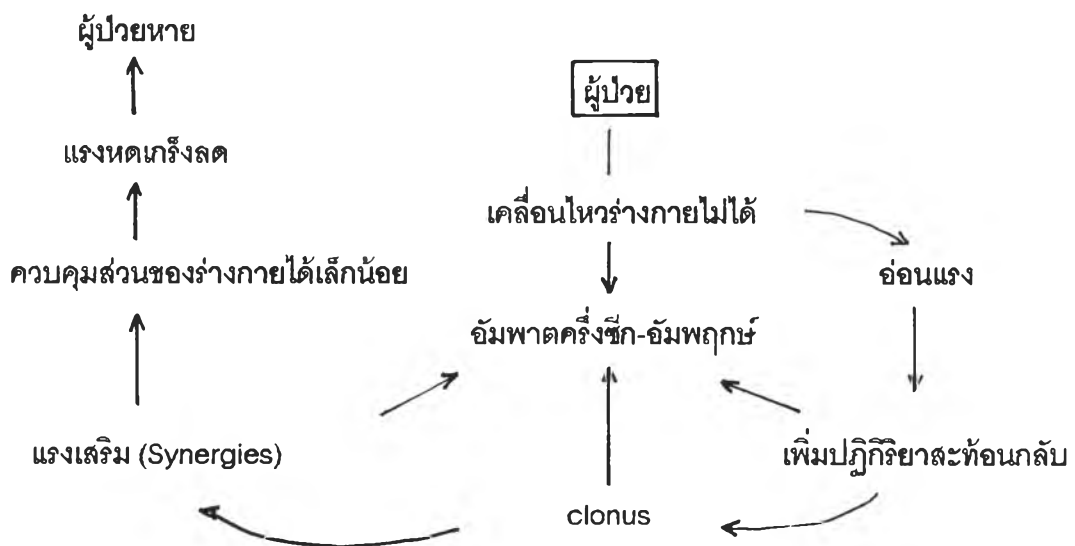 ผู้ป่วยหาย
ผู้ป่วย
แรงหดเกร็งลด
เคลื่อนไหวร่างกายไม่ได้
ควบคุมส่วนของร่างกายได้เล็กน้อย
อ่อนแรง
อัมพาตครึ่งซีก-อัมพฤกษ์
แรงเสริม (Synergies)
เพิ่มปฏิกิริยาสะท้อนกลับ
clonus